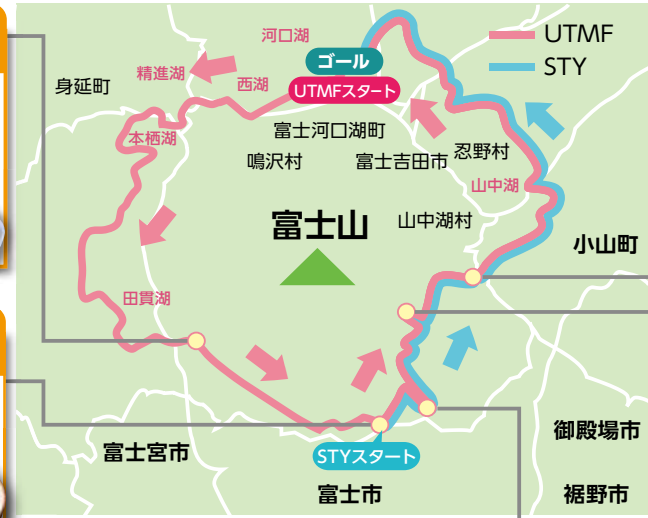 河口湖
UTMF
ゴール
STY
精進湖
西湖
UTMFスタート
身延町
富士河口湖町
本栖湖
鳴沢村
富士吉田市
忍野村
山中湖
富士山
山中湖村
小山町
田貫湖
御殿場市
富士宮市
STYスタート
富士市
裾野市